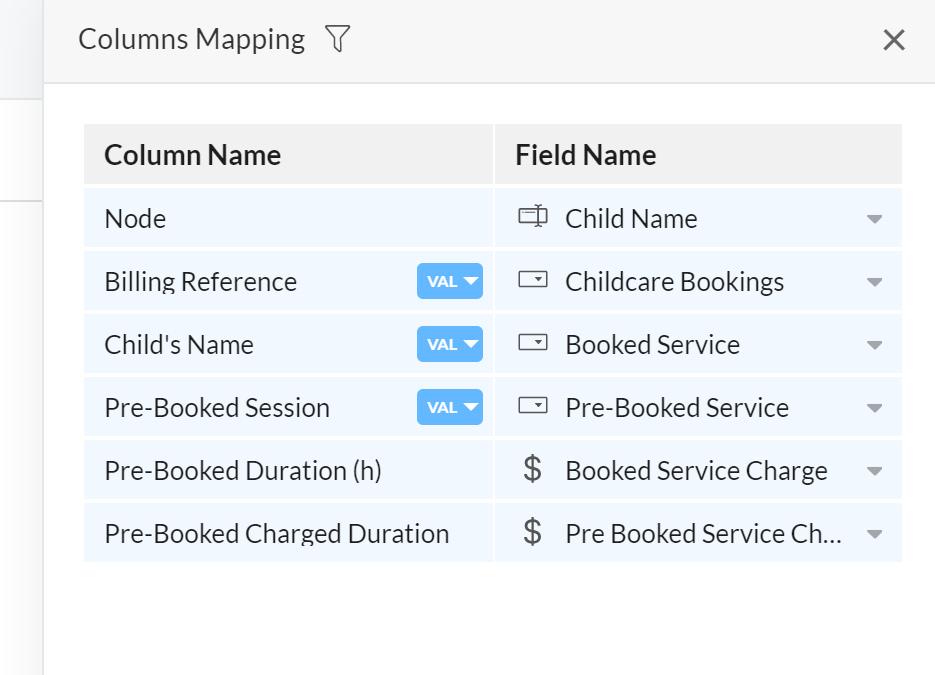 Columns Mapping
Column Name Field Name
Node Child Name
Billing Reference VAL Childcare Bookings
Child's Name VAL Booked Service
Pre-Booked Session VAL Pre-Booked Service
Pre-Booked Duration (h) $ Booked Service Charge
Pre-Booked Charged Duration $ Pre Booked Service Ch...